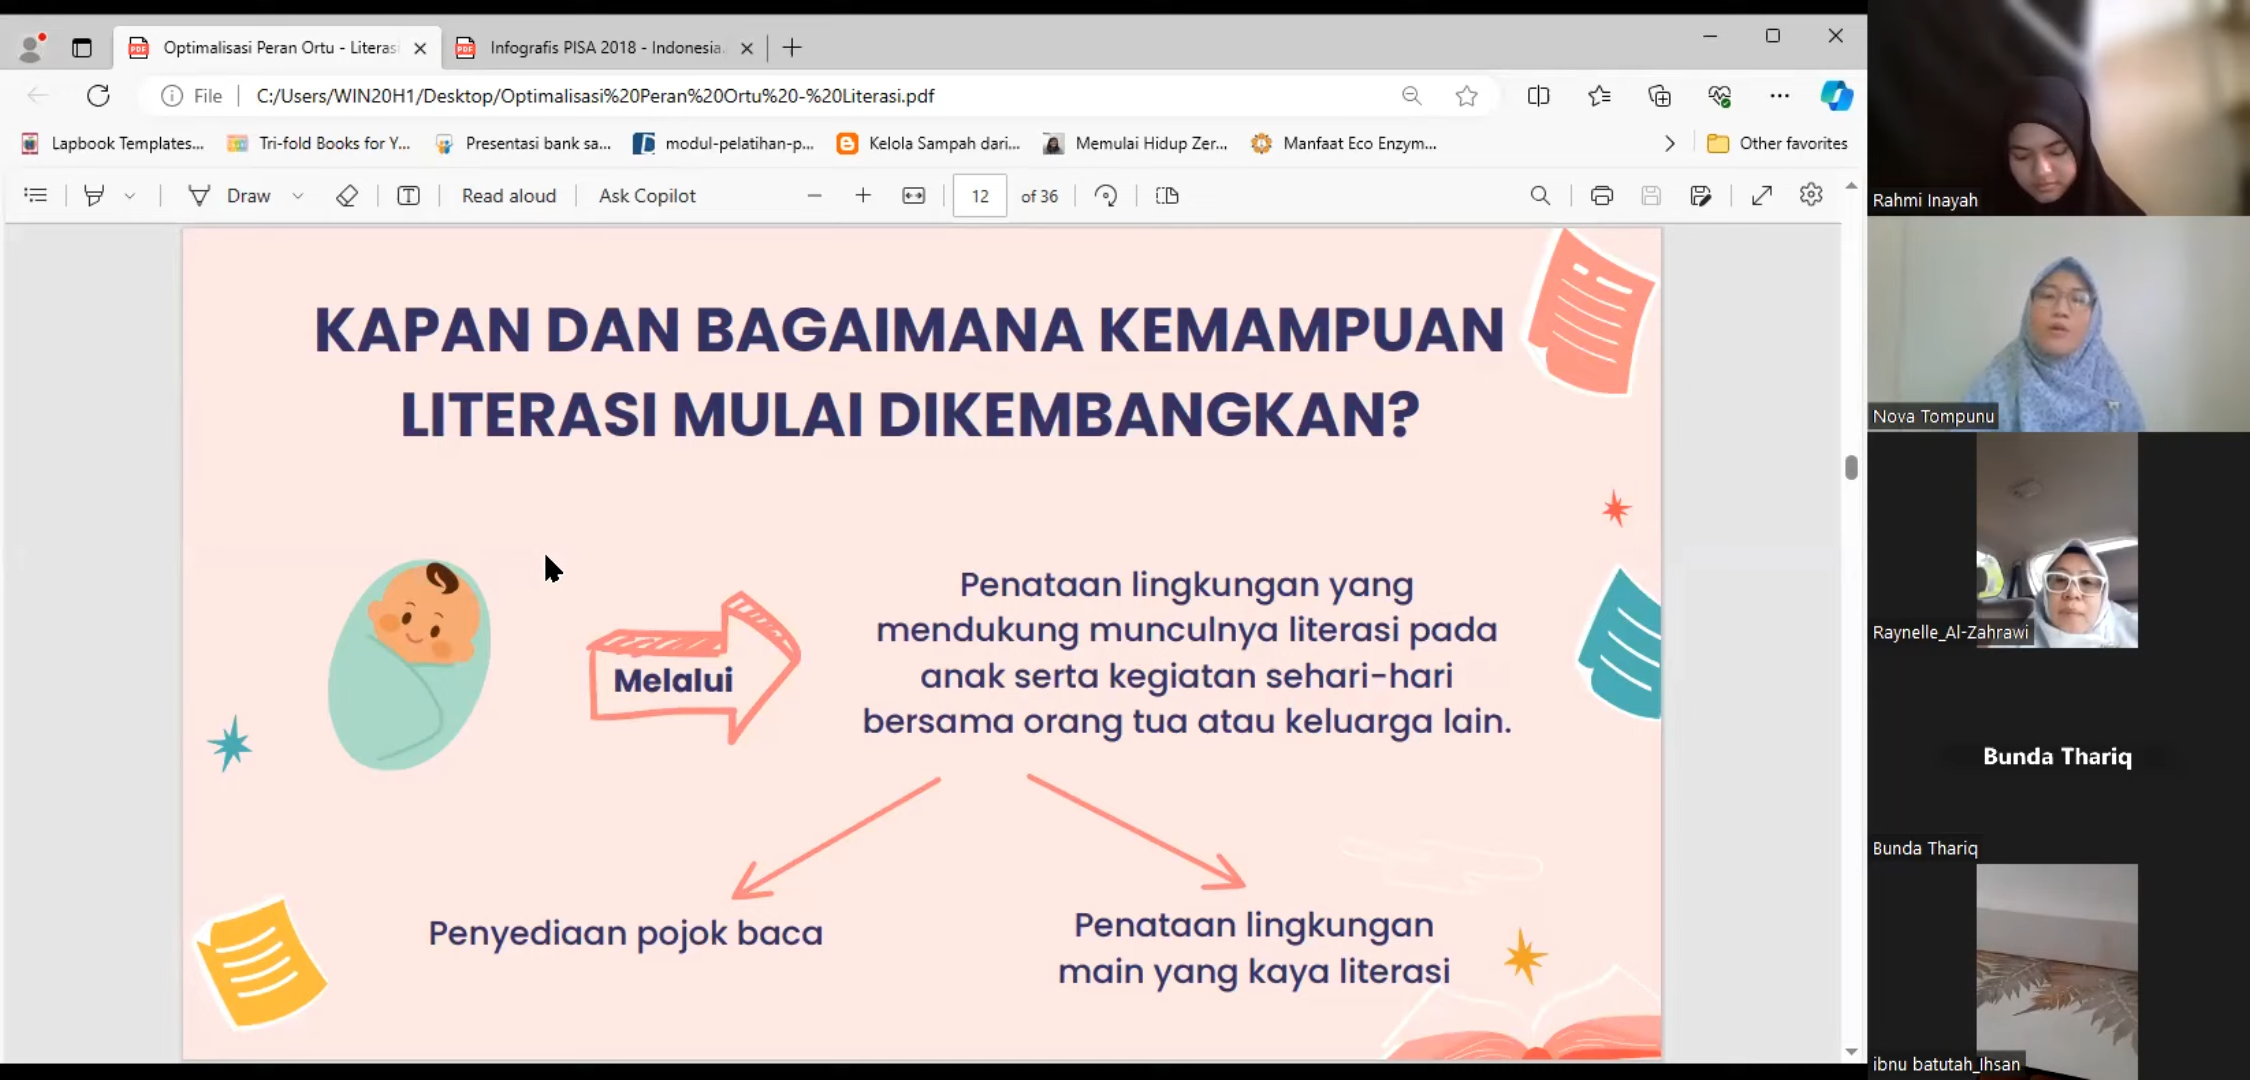 Optimalisasi Peran Ortu - Literasi
Infografis PISA 2018 - Indonesia.
File
C:/Users/WIN20H1/Desktop/Optimalisasi%20Peran%20Ortu%20-%20Literasi.pdf
Lapbook Templates...
Tri-fold Books for Y...
Presentasi bank sa...
modul-pelatihan-p...
Kelola Sampah dari...
Memulai Hidup Zer...
Manfaat Eco Enzym...
Other favorites
Draw
Read aloud
Ask Copilot
12 of 36
KAPAN DAN BAGAIMANA KEMAMPUAN
LITERASI MULAI DIKEMBANGKAN?
Melalui
Penataan lingkungan yang
mendukung munculnya literasi pada
anak serta kegiatan sehari-hari
bersama orang tua atau keluarga lain.
Penyediaan pojok baca
Penataan lingkungan
main yang kaya literasi
Rahmi Inayah
Nova Tompunu
Raynelle_Al-Zahrawi
Bunda Thariq
Bunda Thariq
ibnu batutah_Ihsan